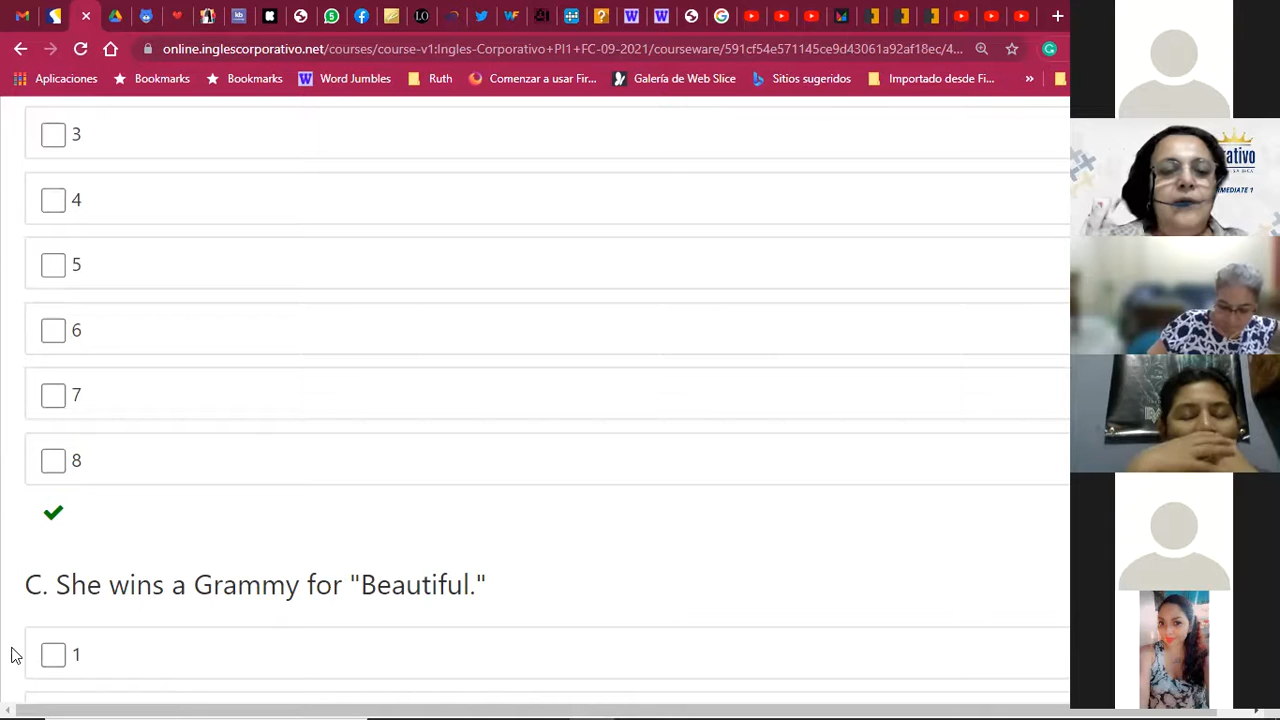 online.inglescorporativo.net/courses/course-v1:Ingles-Corporativo+PI1+FC-09-2021/courseware/591cf54e571145ce9d43061a92af18ec/4...
Aplicaciones Bookmarks Bookmarks Word Jumbles Ruth Comenzar a usar Fir... Galería de Web Slice Sitios sugeridos Importado desde Fi... »
3
4
5
6
7
8
C. She wins a Grammy for "Beautiful."
1